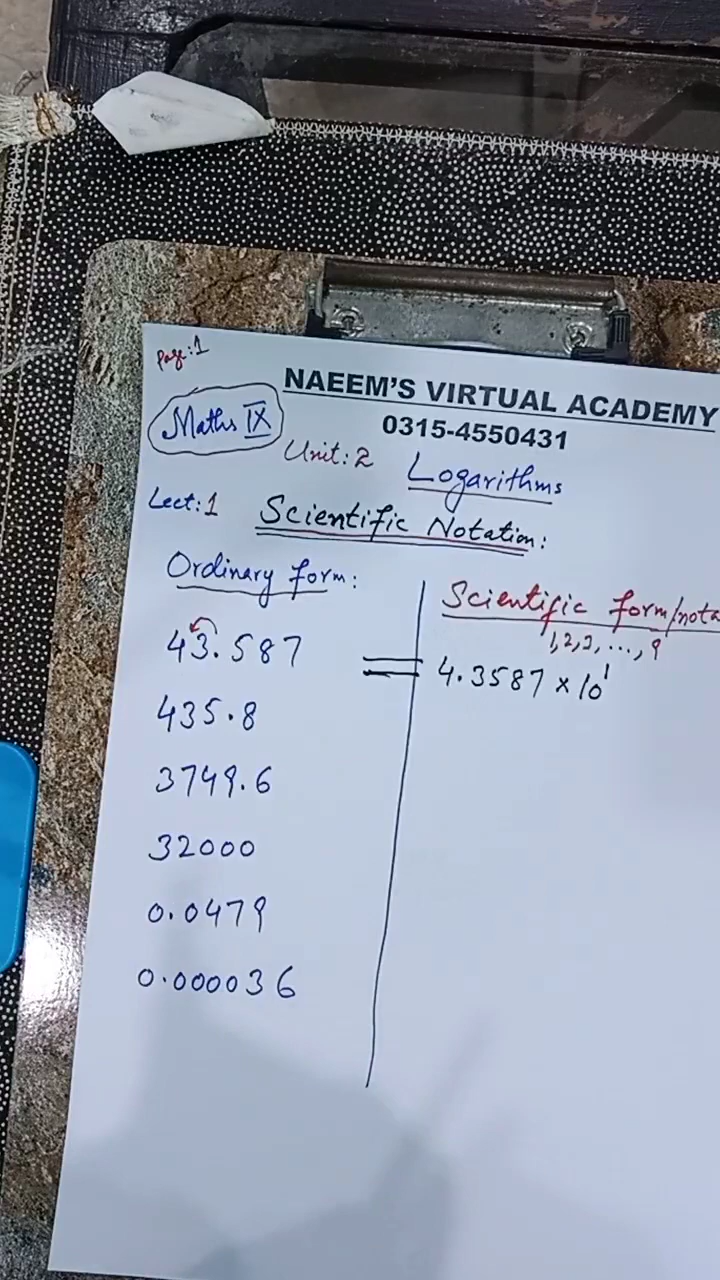 Page:1
NAEEM'S VIRTUAL ACADEMY
0315-4550431
Maths IX
Unit:2 Logarithms
Lect:1 Scientific Notation:
Ordinary form:
Scientific form/nota
1,2,3,...,9
43.587 = 4.3587 × 10¹
435.8
3749.6
32000
0.0479
0.000036